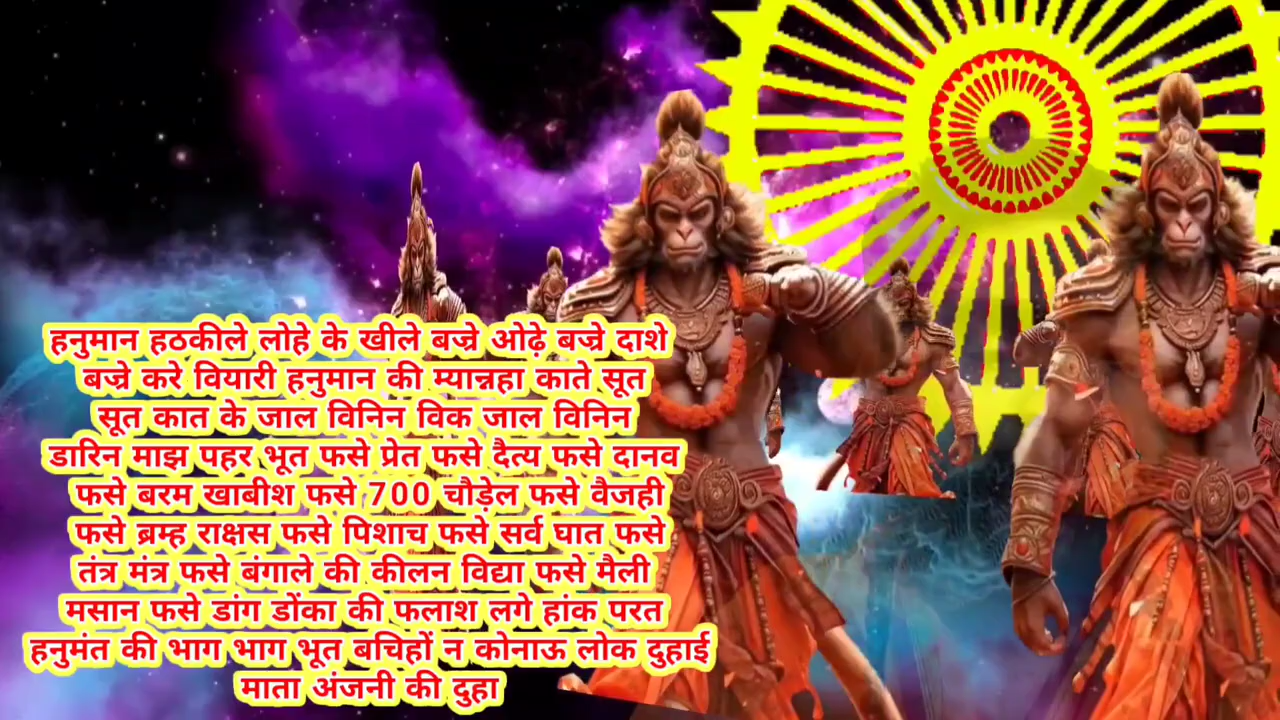 हनुमान हठकीले लोहे के खीले बज्रे ओढ़े बज्रे दाशे
बज्रे करे वियारी हनुमान की म्यान्नहा काते सूत
सूत कात के जाल विनिन विक जाल विनिन
डारिन माझ पहर भूत फसे प्रेत फसे दैत्य फसे दानव
फसे बरम खाबीश फसे 700 चौड़ेल फसे वैजही
फसे ब्रम्ह राक्षस फसे पिशाच फसे सर्व घात फसे
तंत्र मंत्र फसे बंगाले की कीलन विद्या फसे मैली
मसान फसे डांग डोंका की फलाश लगे हांक परत
हनुमंत की भाग भाग भूत बचिहों न कोनाऊ लोक दुहाई
माता अंजनी की दुहा